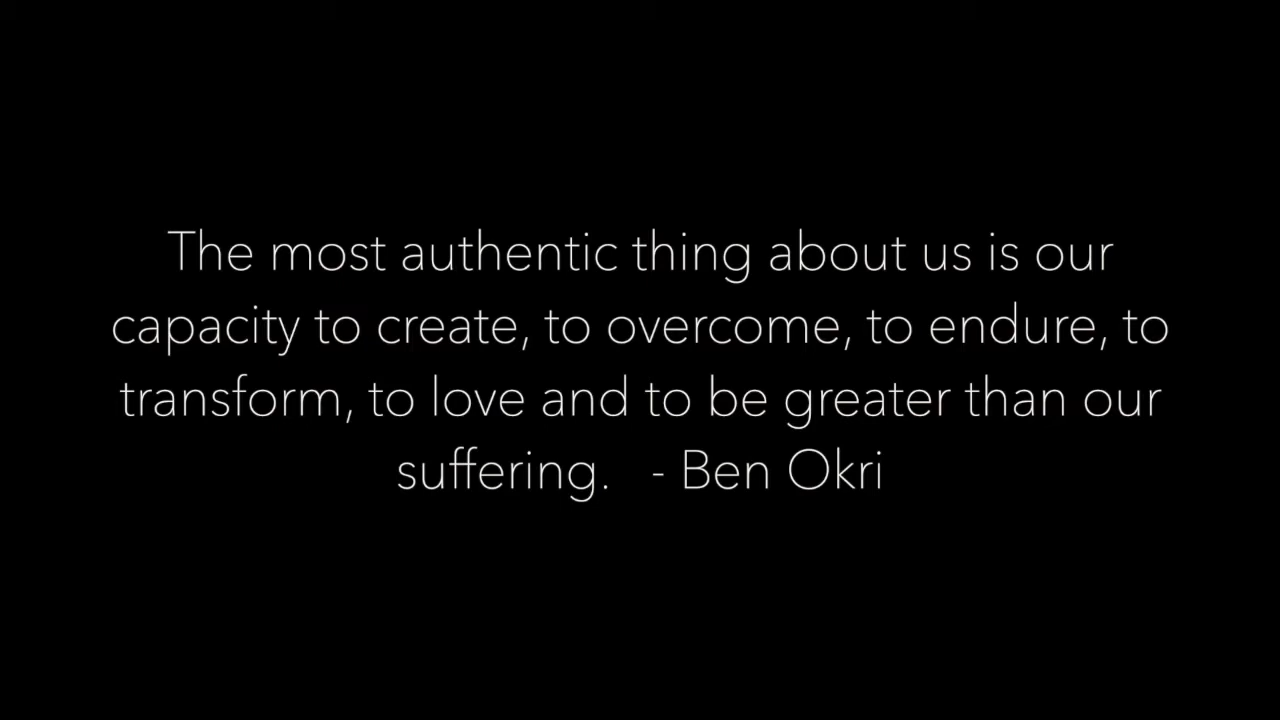 The most authentic thing about us is our
capacity to create, to overcome, to endure, to
transform, to love and to be greater than our
suffering.   - Ben Okri